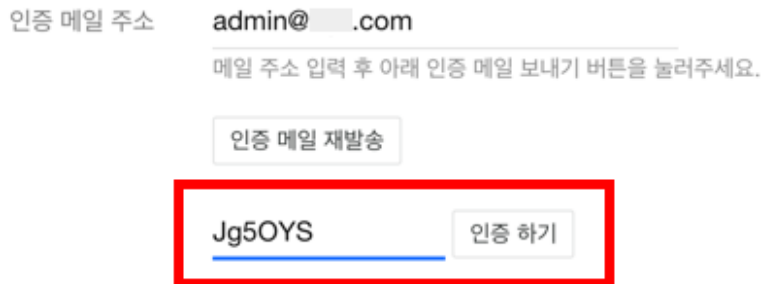 인증 메일 주소 admin@ .com
메일 주소 입력 후 아래 인증 메일 보내기 버튼을 눌러주세요.
인증 메일 재발송
Jg5OYS 인증 하기